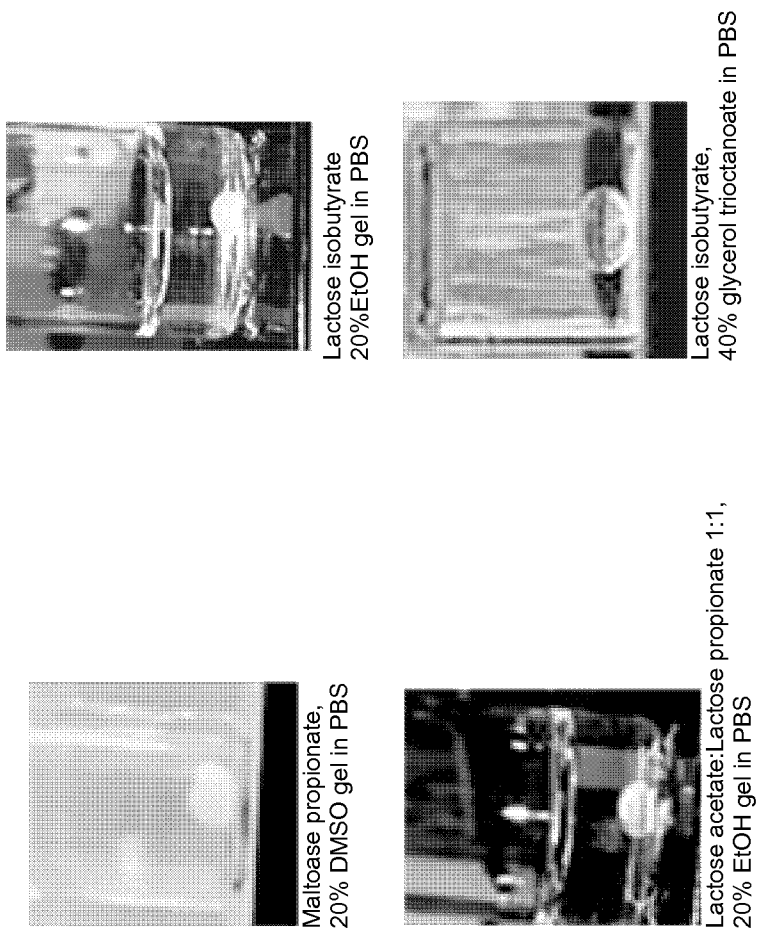 Maltoase propionate,
20% DMSO gel in PBS
Lactose isobutyrate
20%EtOH gel in PBS
Lactose acetate:Lactose propionate 1:1,
20% EtOH gel in PBS
Lactose isobutyrate,
40% glycerol trioctanoate in PBS